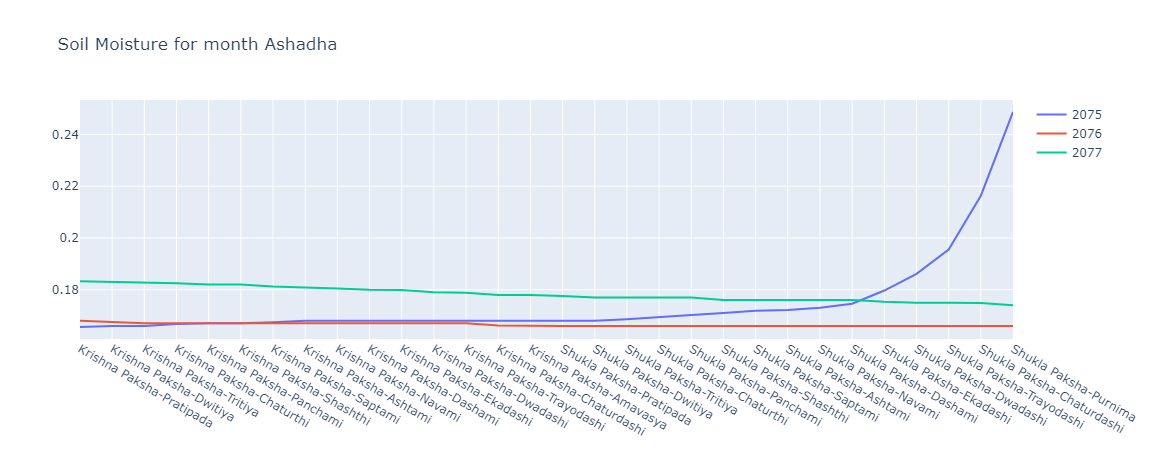 Soil Moisture for month Ashadha
2075
2076
2077
0.24
0.22
0.2
0.18
Krishna Paksha-Pratipada
Krishna Paksha-Dwitiya
Krishna Paksha-Tritiya
Krishna Paksha-Chaturthi
Krishna Paksha-Panchami
Krishna Paksha-Shashthi
Krishna Paksha-Saptami
Krishna Paksha-Ashtami
Krishna Paksha-Navami
Krishna Paksha-Dashami
Krishna Paksha-Ekadashi
Krishna Paksha-Dwadashi
Krishna Paksha-Trayodashi
Krishna Paksha-Chaturdashi
Krishna Paksha-Amavasya
Shukla Paksha-Pratipada
Shukla Paksha-Dwitiya
Shukla Paksha-Tritiya
Shukla Paksha-Chaturthi
Shukla Paksha-Panchami
Shukla Paksha-Shashthi
Shukla Paksha-Saptami
Shukla Paksha-Ashtami
Shukla Paksha-Navami
Shukla Paksha-Dashami
Shukla Paksha-Ekadashi
Shukla Paksha-Dwadashi
Shukla Paksha-Trayodashi
Shukla Paksha-Chaturdashi
Shukla Paksha-Purnima